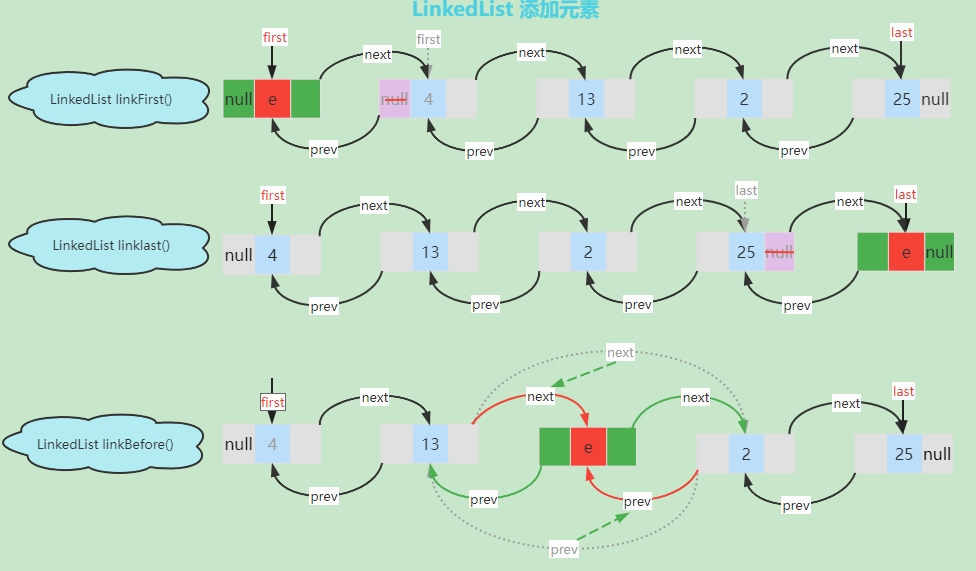 LinkedList 添加元素
first
first
last
next
next
next
next
LinkedList linkFirst()
null
e
null
4
13
2
25
null
prev
prev
prev
prev
first
last
last
next
next
next
next
LinkedList linklast()
null
4
13
2
25
null
e
null
prev
prev
prev
prev
next
first
last
next
next
next
next
LinkedList linkBefore()
null
4
13
e
2
25
null
prev
prev
prev
prev
prev